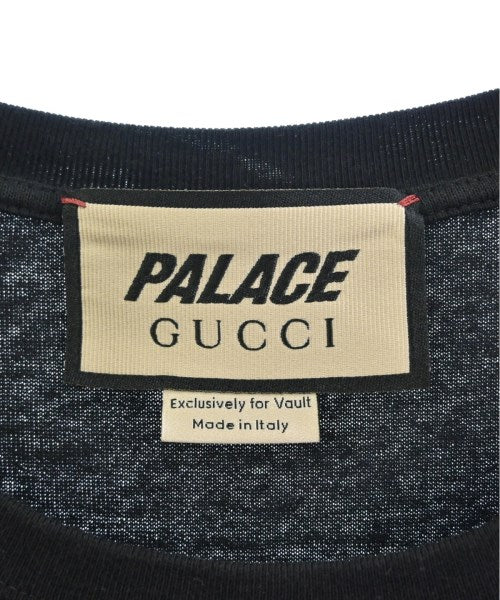 PALACE
GUCCI
Exclusively for Vault
Made in Italy